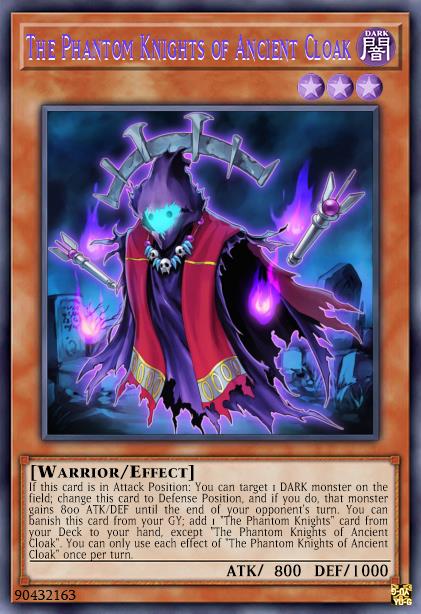 THE PHANTOM KNIGHTS OF ANCIENT CLOAK
DARK
闇
[WARRIOR/EFFECT]
If this card is in Attack Position: You can target 1 DARK monster on the
field; change this card to Defense Position, and if you do, that monster
gains 800 ATK/DEF until the end of your opponent's turn. You can
banish this card from your GY; add 1 "The Phantom Knights" card from
your Deck to your hand, except "The Phantom Knights of Ancient
Cloak". You can only use each effect of "The Phantom Knights of Ancient
Cloak" once per turn.
ATK/ 800 DEF/1000
90432163